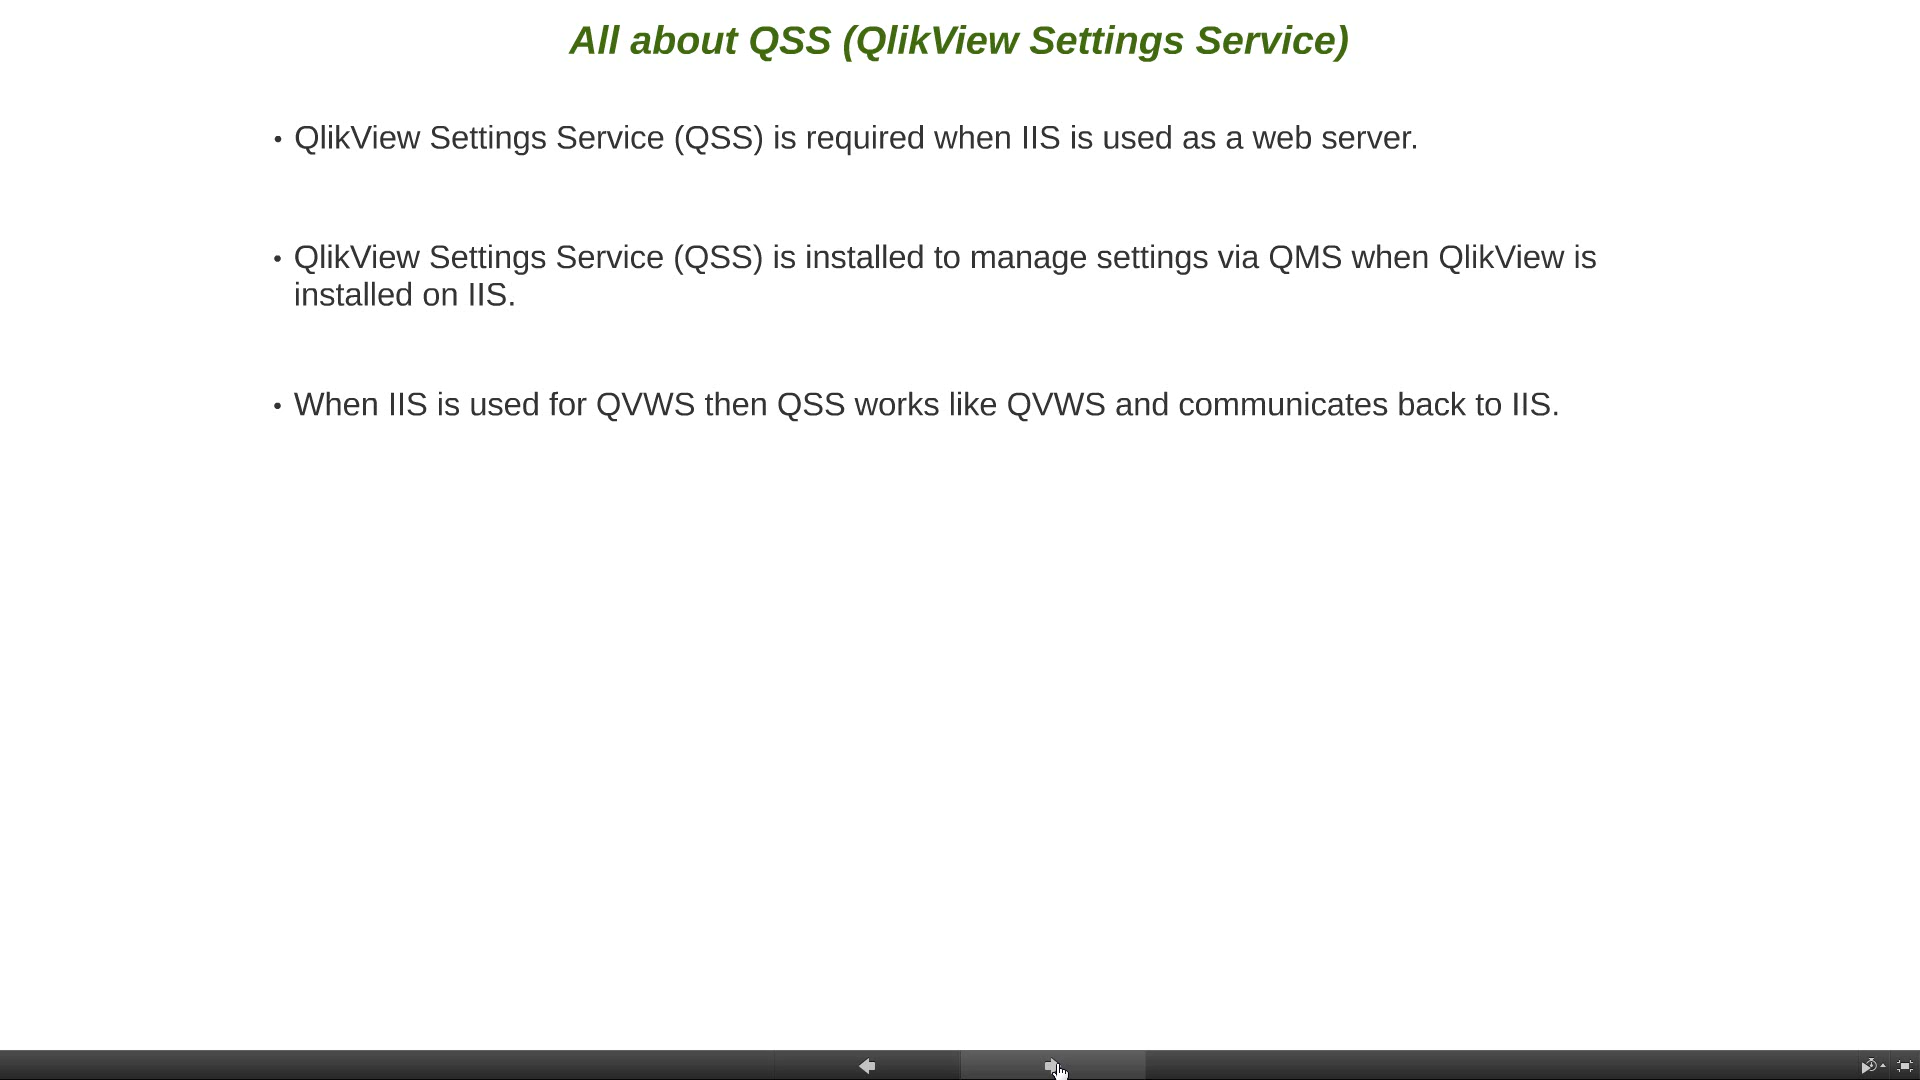 All about QSS (QlikView Settings Service)
• QlikView Settings Service (QSS) is required when IIS is used as a web server.
• QlikView Settings Service (QSS) is installed to manage settings via QMS when QlikView is
installed on IIS.
• When IIS is used for QVWS then QSS works like QVWS and communicates back to IIS.